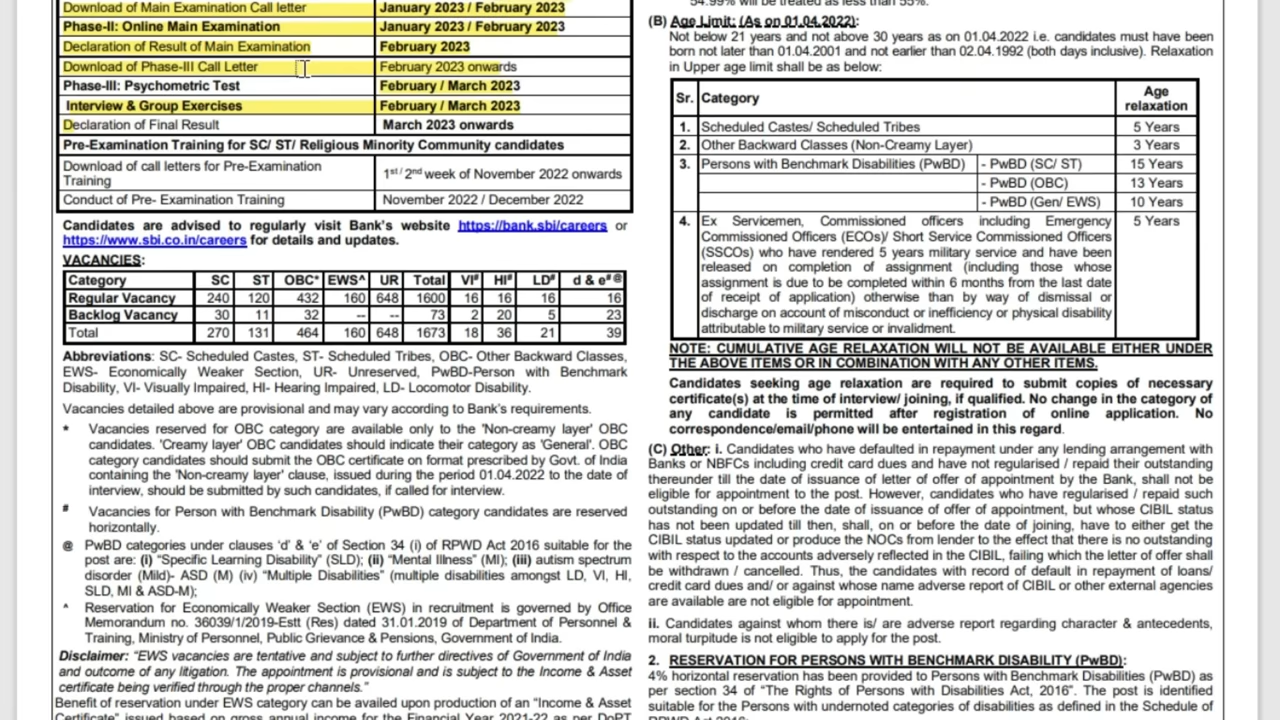 Download of Main Examination Call letter January 2023 / February 2023
Phase-II: Online Main Examination January 2023 / February 2023
Declaration of Result of Main Examination February 2023
Download of Phase-III Call Letter February 2023 onwards
Phase-III: Psychometric Test February / March 2023
Interview & Group Exercises February / March 2023
Declaration of Final Result March 2023 onwards
Pre-Examination Training for SC/ ST/ Religious Minority Community candidates
Download of call letters for Pre-Examination
Training 1st / 2nd week of November 2022 onwards
Conduct of Pre- Examination Training November 2022 / December 2022
Candidates are advised to regularly visit Bank's website https://bank.sbi/careers or
https://www.sbi.co.in/careers for details and updates.
VACANCIES:
Category SC ST OBC* EWS^ UR Total VI# HI# LD# d & e#@
Regular Vacancy 240 120 432 160 648 1600 16 16 16 16
Backlog Vacancy 30 11 32 -- -- 73 2 20 5 23
Total 270 131 464 160 648 1673 18 36 21 39
Abbreviations: SC- Scheduled Castes, ST- Scheduled Tribes, OBC- Other Backward Classes,
EWS- Economically Weaker Section, UR- Unreserved, PwBD-Person with Benchmark
Disability, VI- Visually Impaired, HI- Hearing Impaired, LD- Locomotor Disability.
Vacancies detailed above are provisional and may vary according to Bank's requirements.
* Vacancies reserved for OBC category are available only to the 'Non-creamy layer' OBC
candidates. 'Creamy layer' OBC candidates should indicate their category as 'General'. OBC
category candidates should submit the OBC certificate on format prescribed by Govt. of India
containing the 'Non-creamy layer' clause, issued during the period 01.04.2022 to the date of
interview, should be submitted by such candidates, if called for interview.
# Vacancies for Person with Benchmark Disability (PwBD) category candidates are reserved
horizontally.
@ PwBD categories under clauses 'd' & 'e' of Section 34 (i) of RPWD Act 2016 suitable for the
post are: (i) “Specific Learning Disability” (SLD); (ii) “Mental Illness” (MI); (iii) autism spectrum
disorder (Mild)- ASD (M) (iv) “Multiple Disabilities” (multiple disabilities amongst LD, VI, HI,
SLD, MI & ASD-M);
^ Reservation for Economically Weaker Section (EWS) in recruitment is governed by Office
Memorandum no. 36039/1/2019-Estt (Res) dated 31.01.2019 of Department of Personnel &
Training, Ministry of Personnel, Public Grievance & Pensions, Government of India.
Disclaimer: “EWS vacancies are tentative and subject to further directives of Government of India
and outcome of any litigation. The appointment is provisional and is subject to the Income & Asset
certificate being verified through the proper channels.”
Benefit of reservation under EWS category can be availed upon production of an “Income & Asset
Certificate” issued based on gross annual income for the Financial Year 2021-22 as per DoPT
54.99% will be treated as less than 55%.
(B) Age Limit: (As on 01.04.2022):
Not below 21 years and not above 30 years as on 01.04.2022 i.e. candidates must have been
born not later than 01.04.2001 and not earlier than 02.04.1992 (both days inclusive). Relaxation
in Upper age limit shall be as below:
Sr. Category Age relaxation
1. Scheduled Castes/ Scheduled Tribes 5 Years
2. Other Backward Classes (Non-Creamy Layer) 3 Years
3. Persons with Benchmark Disabilities (PwBD) - PwBD (SC/ ST) 15 Years
- PwBD (OBC) 13 Years
- PwBD (Gen/ EWS) 10 Years
4. Ex Servicemen, Commissioned officers including Emergency 5 Years
Commissioned Officers (ECOs)/ Short Service Commissioned Officers
(SSCOs) who have rendered 5 years military service and have been
released on completion of assignment (including those whose
assignment is due to be completed within 6 months from the last date
of receipt of application) otherwise than by way of dismissal or
discharge on account of misconduct or inefficiency or physical disability
attributable to military service or invalidment.
NOTE: CUMULATIVE AGE RELAXATION WILL NOT BE AVAILABLE EITHER UNDER
THE ABOVE ITEMS OR IN COMBINATION WITH ANY OTHER ITEMS.
Candidates seeking age relaxation are required to submit copies of necessary
certificate(s) at the time of interview/ joining, if qualified. No change in the category of
any candidate is permitted after registration of online application. No
correspondence/email/phone will be entertained in this regard.
(C) Other: i. Candidates who have defaulted in repayment under any lending arrangement with
Banks or NBFCs including credit card dues and have not regularised / repaid their outstanding
thereunder till the date of issuance of letter of offer of appointment by the Bank, shall not be
eligible for appointment to the post. However, candidates who have regularised / repaid such
outstanding on or before the date of issuance of offer of appointment, but whose CIBIL status
has not been updated till then, shall, on or before the date of joining, have to either get the
CIBIL status updated or produce the NOCs from lender to the effect that there is no outstanding
with respect to the accounts adversely reflected in the CIBIL, failing which the letter of offer shall
be withdrawn / cancelled. Thus, the candidates with record of default in repayment of loans/
credit card dues and/ or against whose name adverse report of CIBIL or other external agencies
are available are not eligible for appointment.
ii. Candidates against whom there is/ are adverse report regarding character & antecedents,
moral turpitude is not eligible to apply for the post.
2. RESERVATION FOR PERSONS WITH BENCHMARK DISABILITY (PwBD):
4% horizontal reservation has been provided to Persons with Benchmark Disabilities (PwBD) as
per section 34 of “The Rights of Persons with Disabilities Act, 2016”. The post is identified
suitable for the Persons with undernoted categories of disabilities as defined in the Schedule of
RPWD Act 2016: